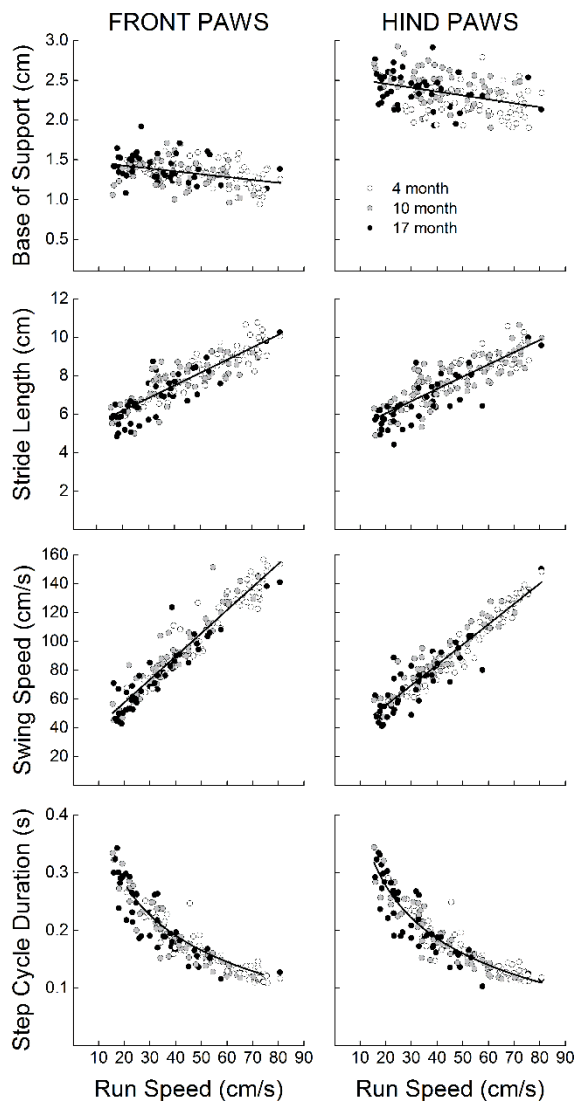 FRONT PAWS HIND PAWS
Base of Support (cm)
3.0
2.5
2.0
1.5
1.0
0.5
4 month
10 month
17 month
Stride Length (cm)
12
10
8
6
4
2
Swing Speed (cm/s)
160
140
120
100
80
60
40
20
Step Cycle Duration (s)
0.4
0.3
0.2
0.1
10 20 30 40 50 60 70 80 90 10 20 30 40 50 60 70 80 90
Run Speed (cm/s) Run Speed (cm/s)